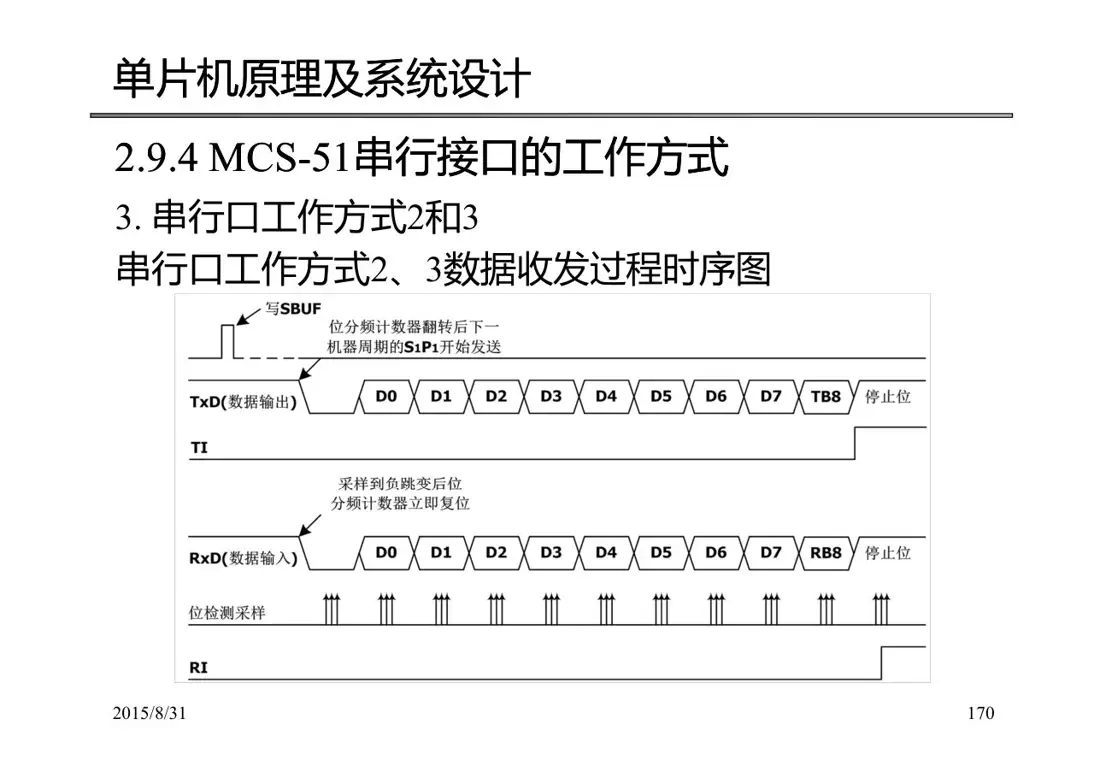 单片机原理及系统设计
2.9.4 MCS-51串行接口的工作方式
3. 串行口工作方式2和3
串行口工作方式2、3数据收发过程时序图
写SBUF
位分频计数器翻转后下一
机器周期的S1P1开始发送
TxD(数据输出) D0 D1 D2 D3 D4 D5 D6 D7 TB8 停止位
TI
采样到负跳变后位
分频计数器立即复位
RxD(数据输入) D0 D1 D2 D3 D4 D5 D6 D7 RB8 停止位
位检测采样
RI
2015/8/31 170